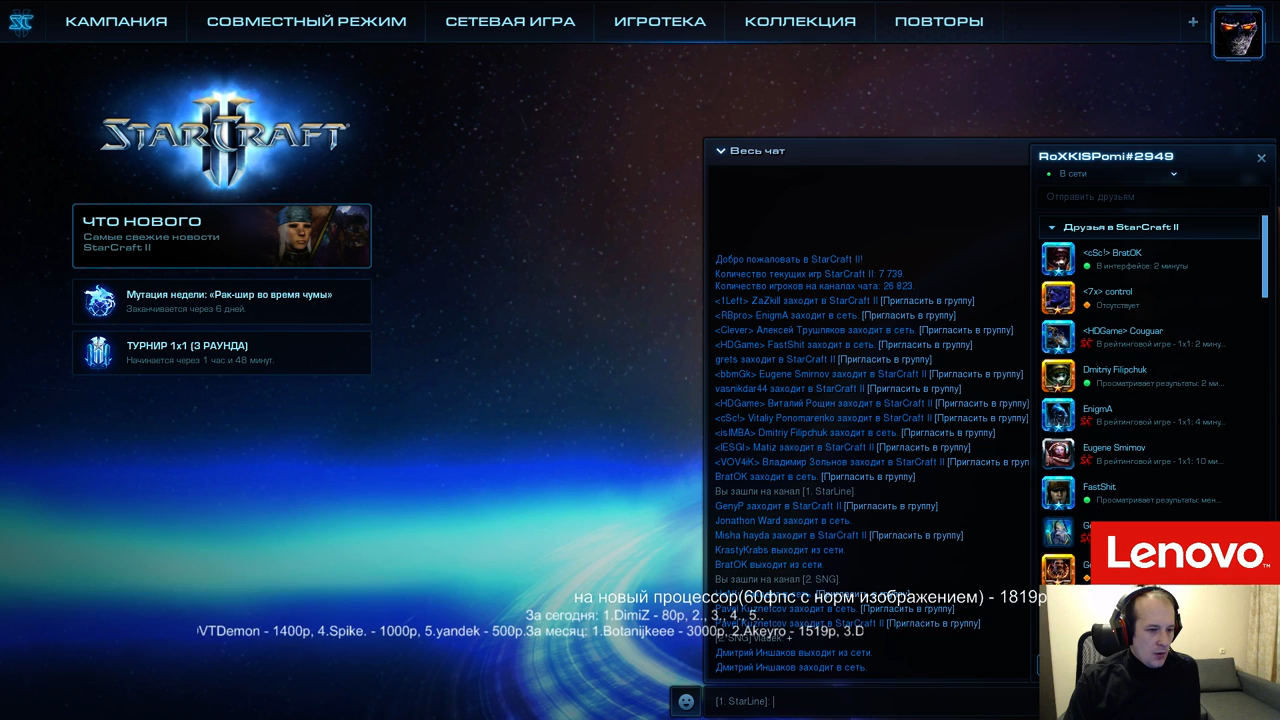 КАМПАНИЯ
СОВМЕСТНЫЙ РЕЖИМ
СЕТЕВАЯ ИГРА
ИГРОТЕКА
КОЛЛЕКЦИЯ
ПОВТОРЫ
STARCRAFT II
ЧТО НОВОГО
Самые свежие новости
StarCraft II
Мутация недели: «Рак-шир во время чумы»
Заканчивается через 6 дней.
ТУРНИР 1х1 (3 РАУНДА)
Начинается через 1 час и 48 минут.
Весь чат
Добро пожаловать в StarCraft II!
Количество текущих игр StarCraft II: 7 739.
Количество игроков на каналах чата: 26 823.
<1Left> ZaZkill заходит в StarCraft II [Пригласить в группу]
<RBpro> EnigmA заходит в сеть. [Пригласить в группу]
<Clever> Алексей Трушляков заходит в сеть. [Пригласить в группу]
<HDGame> FastShit заходит в сеть. [Пригласить в группу]
grets заходит в StarCraft II [Пригласить в группу]
<bbmGk> Eugene Smirnov заходит в StarCraft II [Пригласить в группу]
vasnikdar44 заходит в StarCraft II [Пригласить в группу]
<HDGame> Виталий Рощин заходит в StarCraft II [Пригласить в группу]
<cSc!> Vitaliy Ponomarenko заходит в StarCraft II [Пригласить в группу]
<isIMBA> Dmitriy Filipchuk заходит в сеть. [Пригласить в группу]
<IESGI> Matiz заходит в StarCraft II [Пригласить в группу]
<VOV4iK> Владимир Зольнов заходит в StarCraft II [Пригласить в груп
BratOK заходит в сеть. [Пригласить в группу]
Вы зашли на канал [1. StarLine].
GenyP заходит в StarCraft II [Пригласить в группу]
Jonathon Ward заходит в сеть.
Misha hayda заходит в StarCraft II [Пригласить в группу]
KrastyKrabs выходит из сети.
BratOK выходит из сети.
Вы зашли на канал [2. SNG].
на новый процессор(60фпс с норм изображением) - 1819р
Pavel Kuznetcov заходит в сеть. [Пригласить в группу]
За сегодня: 1.DimiZ - 80р, 2., 3., 4., 5..
Pavel Kuznetcov заходит в StarCraft II [Пригласить в группу]
VTDemon - 1400р, 4.Spike. - 1000р, 5.yandek - 500р.За месяц: 1.Botanijkeee - 3000р, 2.Akeyro - 1519р, 3.D
Дмитрий Иншаков выходит из сети.
Дмитрий Иншаков заходит в сеть.
[1. StarLine]:
RoXKISPomi#2949
В сети
Отправить друзьям
Друзья в StarCraft II
<cSc!> BratOK
В интерфейсе: 2 минуты
<7x> control
Отсутствует
<HDGame> Couguar
В рейтинговой игре - 1х1: 2 мину...
Dmitriy Filipchuk
Просматривает результаты: 2 ми...
EnigmA
В рейтинговой игре - 1х1: 4 мину...
Eugene Smirnov
В рейтинговой игре - 1х1: 10 ми...
FastShit
Просматривает результаты: мен...
Lenovo